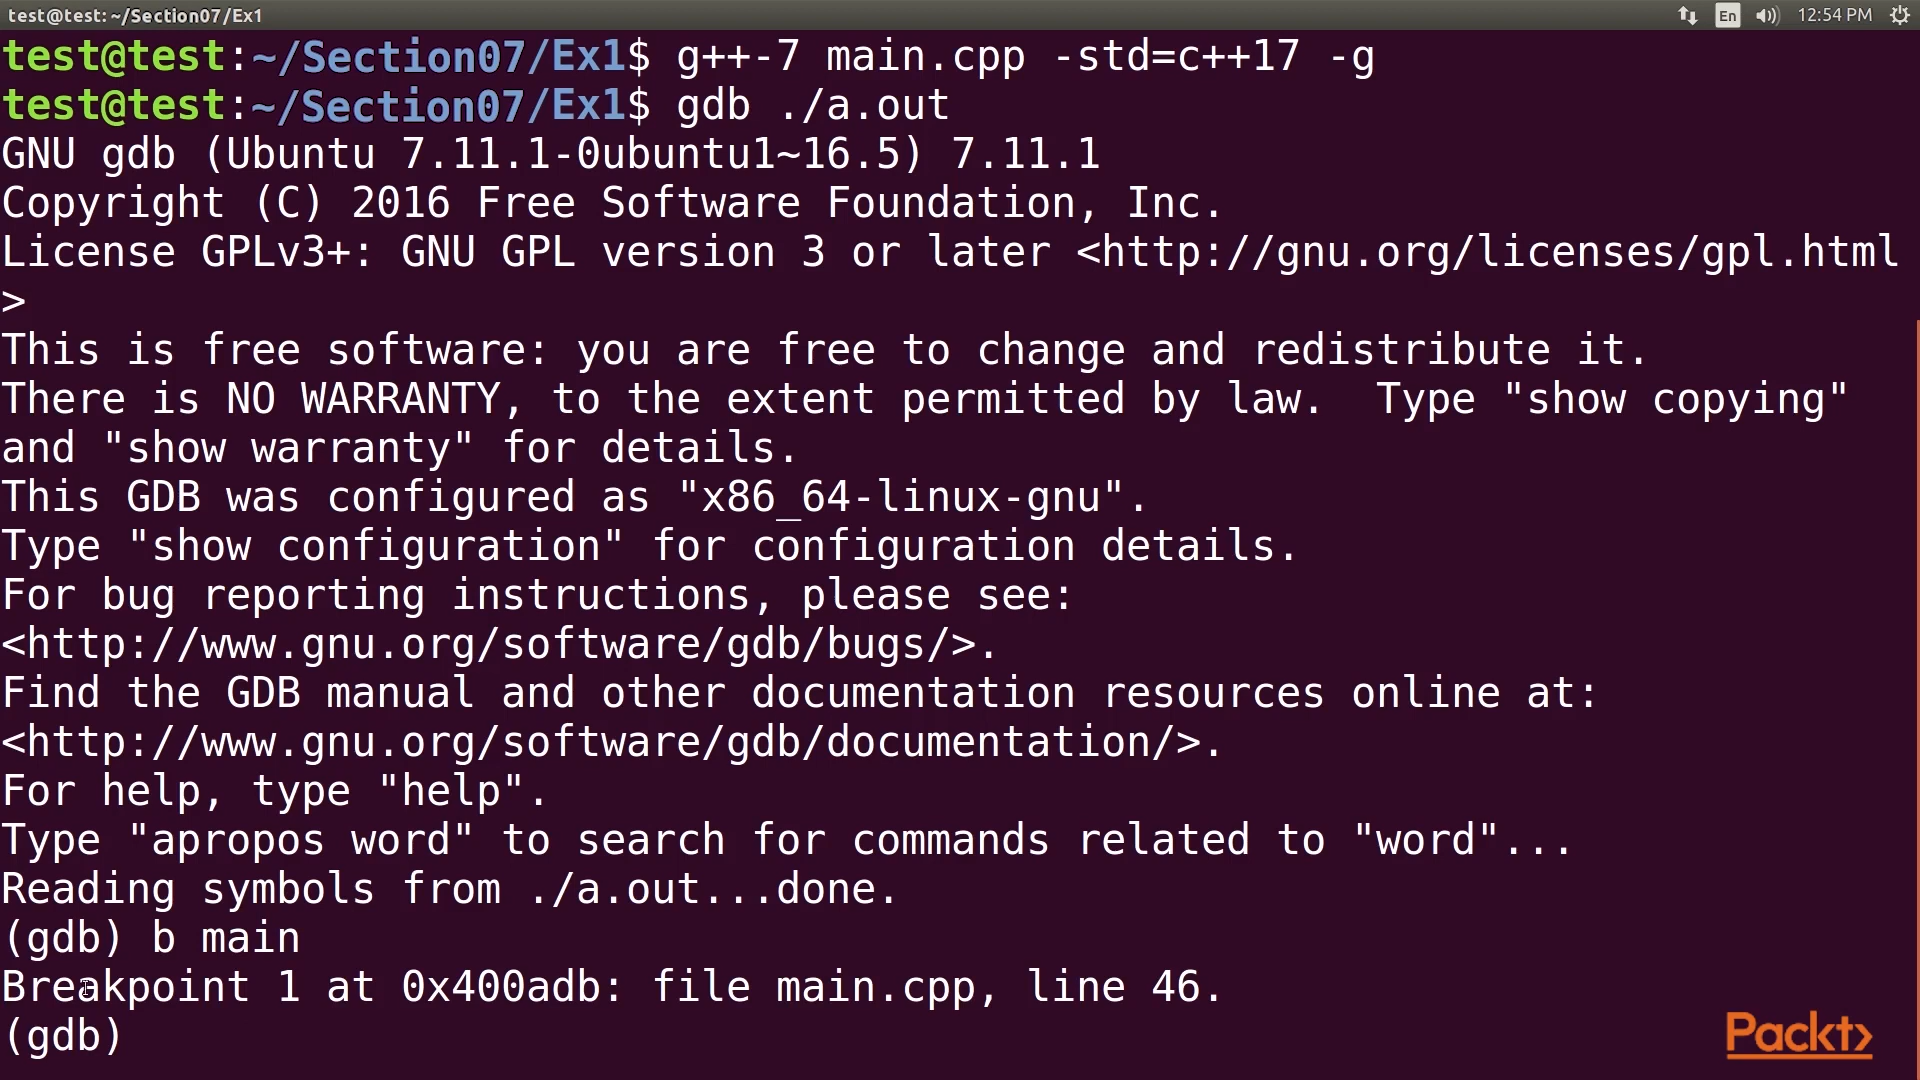 test@test: ~/Section07/Ex1
En
12:54 PM
test@test:~/Section07/Ex1$ g++-7 main.cpp -std=c++17 -g
test@test:~/Section07/Ex1$ gdb ./a.out
GNU gdb (Ubuntu 7.11.1-0ubuntu1~16.5) 7.11.1
Copyright (C) 2016 Free Software Foundation, Inc.
License GPLv3+: GNU GPL version 3 or later <http://gnu.org/licenses/gpl.html
>
This is free software: you are free to change and redistribute it.
There is NO WARRANTY, to the extent permitted by law.  Type "show copying"
and "show warranty" for details.
This GDB was configured as "x86_64-linux-gnu".
Type "show configuration" for configuration details.
For bug reporting instructions, please see:
<http://www.gnu.org/software/gdb/bugs/>.
Find the GDB manual and other documentation resources online at:
<http://www.gnu.org/software/gdb/documentation/>.
For help, type "help".
Type "apropos word" to search for commands related to "word"...
Reading symbols from ./a.out...done.
(gdb) b main
Breakpoint 1 at 0x400adb: file main.cpp, line 46.
(gdb)
Packt>